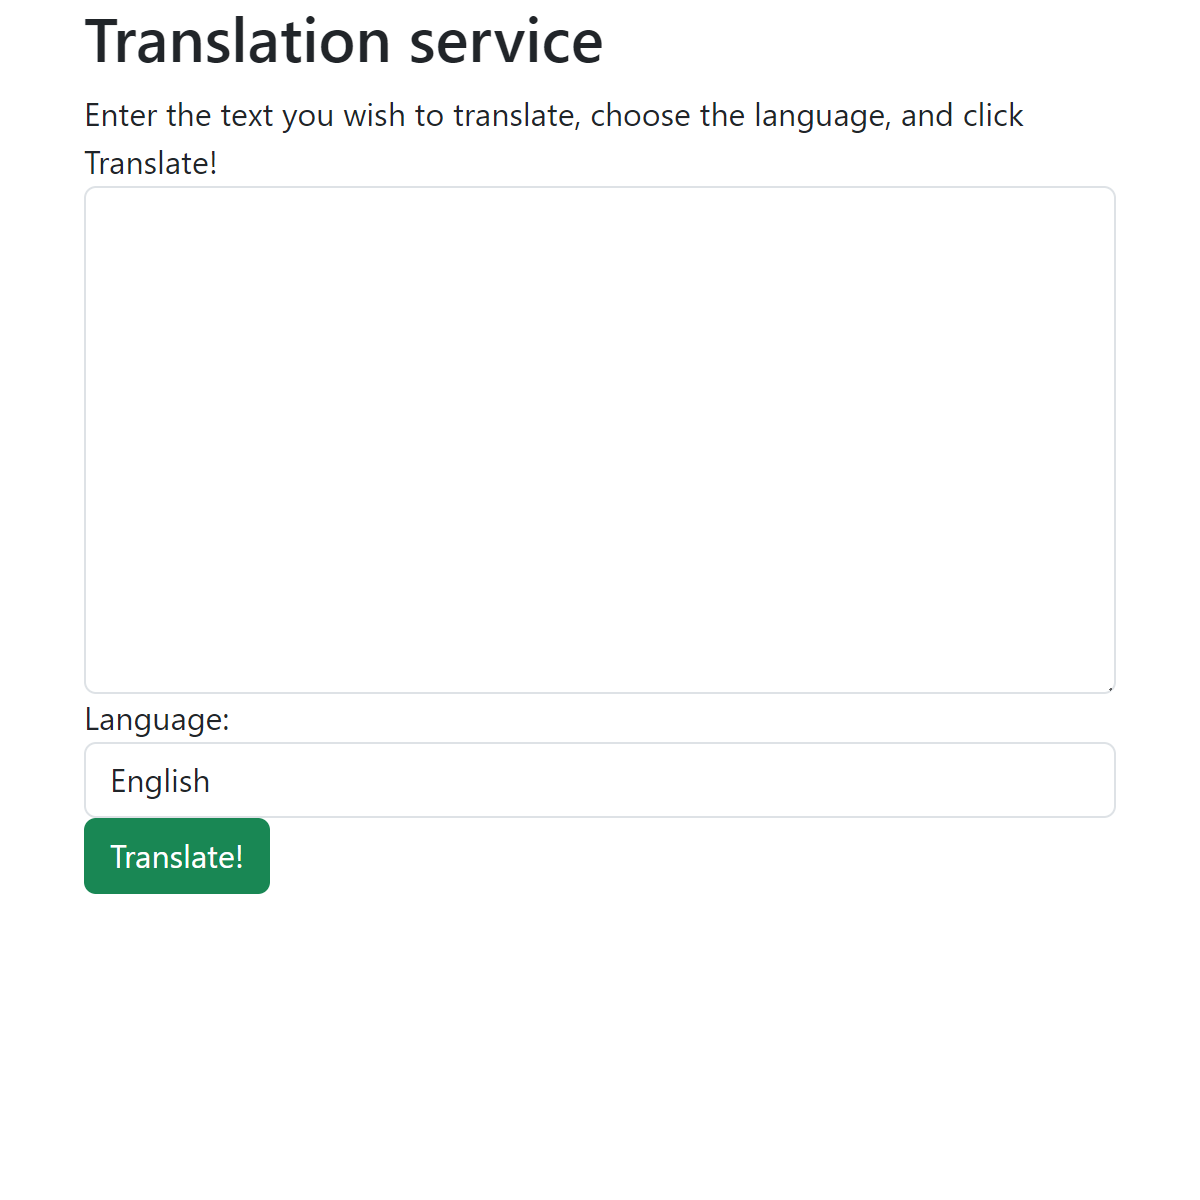 Translation service
Enter the text you wish to translate, choose the language, and click
Translate!
Language:
English
Translate!